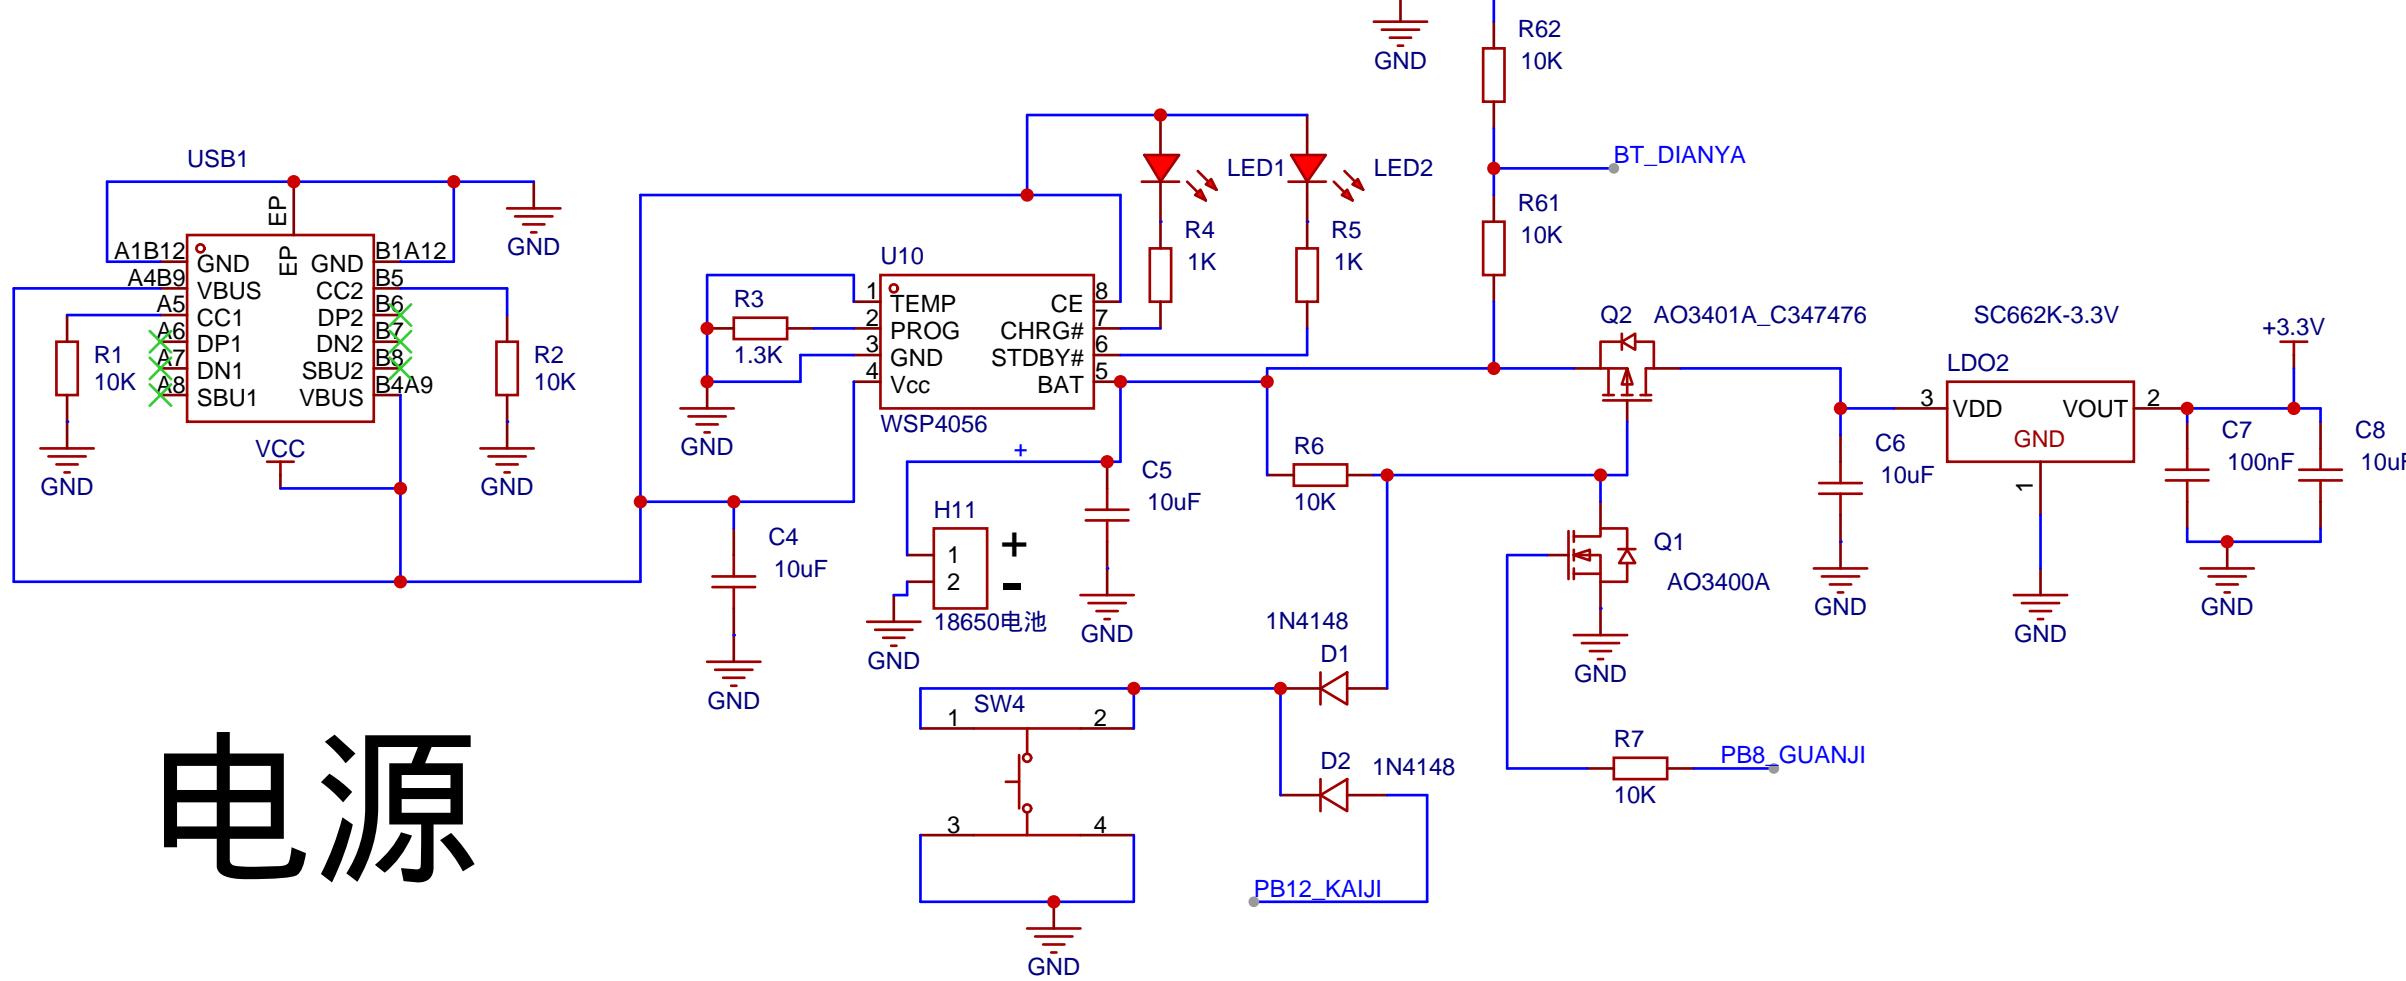 GND
R62
10K
BT_DIANYA
R61
10K
USB1
EP
EP
GND
A1B12
GND
GND
B1A12
A4B9
VBUS
CC2
B5
A5
CC1
DP2
B6
A6
DP1
DN2
B7
A7
DN1
SBU2
B8
A8
SBU1
VBUS
B4A9
R1
10K
GND
R2
10K
GND
VCC
LED1
LED2
R4
1K
R5
1K
U10
1
TEMP
CE
8
2
PROG
CHRG#
7
3
GND
STDBY#
6
4
Vcc
BAT
5
WSP4056
R3
1.3K
GND
C4
10uF
GND
+
H11
1
2
+
-
18650电池
GND
C5
10uF
GND
R6
10K
Q2
AO3401A_C347476
Q1
AO3400A
GND
SC662K-3.3V
LDO2
3
VDD
VOUT
2
GND
1
GND
+3.3V
C6
10uF
GND
C7
100nF
C8
GND
1N4148
D1
D2
1N4148
SW4
1
2
3
4
GND
PB12_KAIJI
R7
10K
PB8_GUANJI
电源